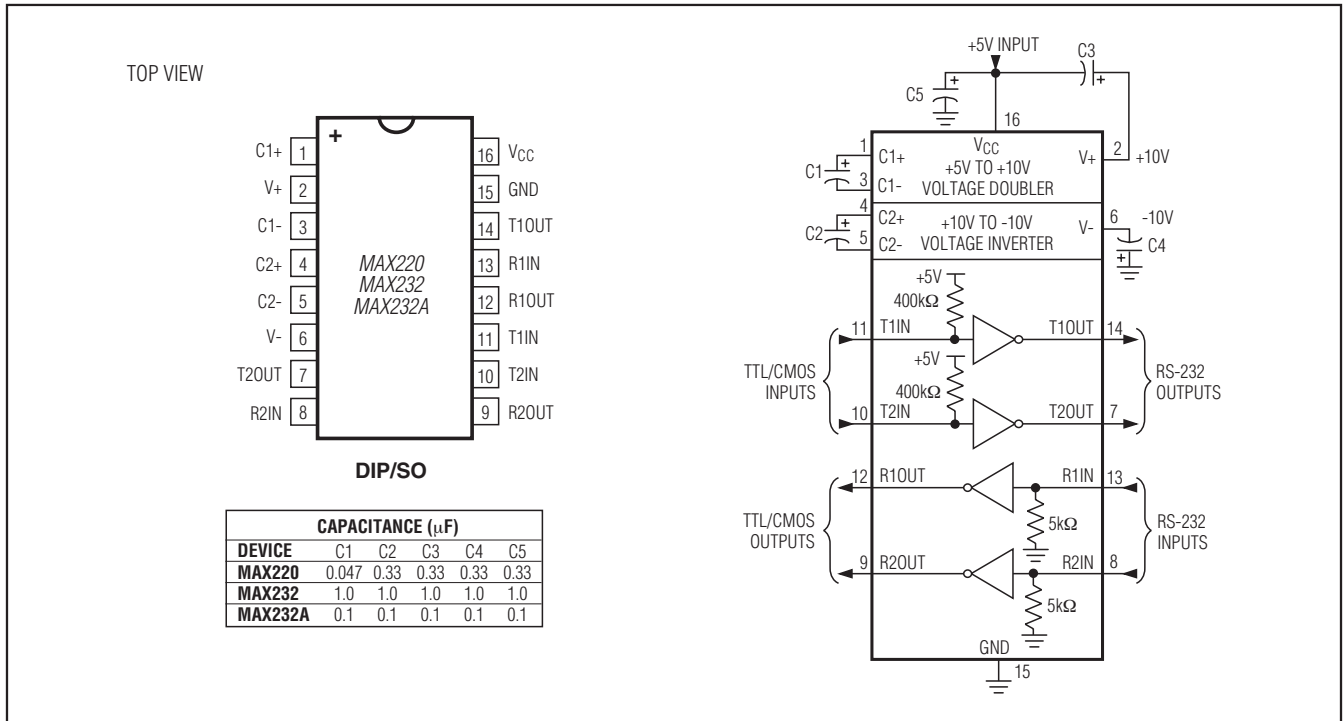 TOP VIEW
+
C1+ 1
V+ 2
C1- 3
C2+ 4
C2- 5
V- 6
T2OUT 7
R2IN 8
MAX220
MAX232
MAX232A
16 VCC
15 GND
14 T1OUT
13 R1IN
12 R1OUT
11 T1IN
10 T2IN
9 R2OUT
DIP/SO
CAPACITANCE (μF)
DEVICE C1 C2 C3 C4 C5
MAX220 0.047 0.33 0.33 0.33 0.33
MAX232 1.0 1.0 1.0 1.0 1.0
MAX232A 0.1 0.1 0.1 0.1 0.1
+5V INPUT
C3
+
+
C5
16
VCC
1 C1+
+5V TO +10V
VOLTAGE DOUBLER
V+ 2 +10V
C1 +
3 C1-
4 C2+
+10V TO -10V
VOLTAGE INVERTER
V- 6 -10V
C2 +
5 C2-
C4
+
+5V
400kΩ
11 T1IN T1OUT 14
+5V
400kΩ
TTL/CMOS
INPUTS
RS-232
OUTPUTS
10 T2IN T2OUT 7
12 R1OUT R1IN 13
5kΩ
TTL/CMOS
OUTPUTS
RS-232
INPUTS
9 R2OUT R2IN 8
5kΩ
GND
15